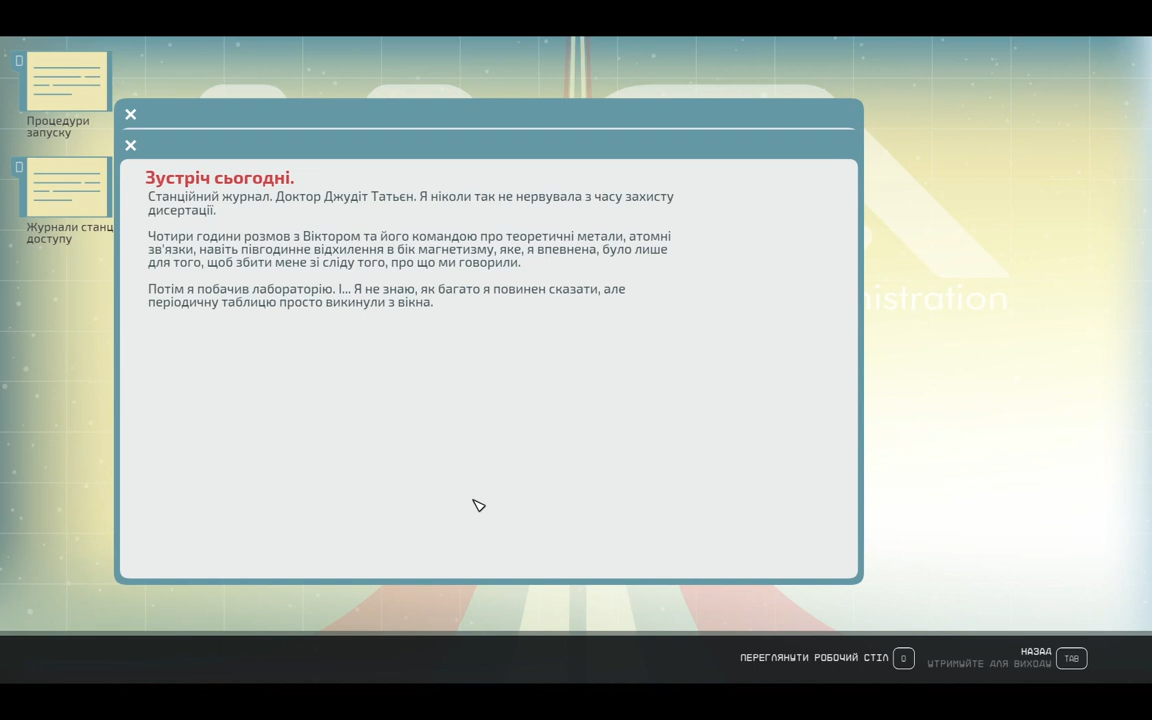 Процедури
запуску
Журнали станц
доступу
Зустріч сьогодні.
Станційний журнал. Доктор Джудіт Татьєн. Я ніколи так не нервувала з часу захисту
дисертації.
Чотири години розмов з Віктором та його командою про теоретичні метали, атомні
зв'язки, навіть півгодинне відхилення в бік магнетизму, яке, я впевнена, було лише
для того, щоб збити мене зі сліду того, про що ми говорили.
Потім я побачив лабораторію. І... Я не знаю, як багато я повинен сказати, але
періодичну таблицю просто викинули з вікна.
nistration
ПЕРЕГЛЯНУТИ РОБОЧИЙ СТІЛ Q
НАЗАД
УТРИМУЙТЕ ДЛЯ ВИХОДУ TAB